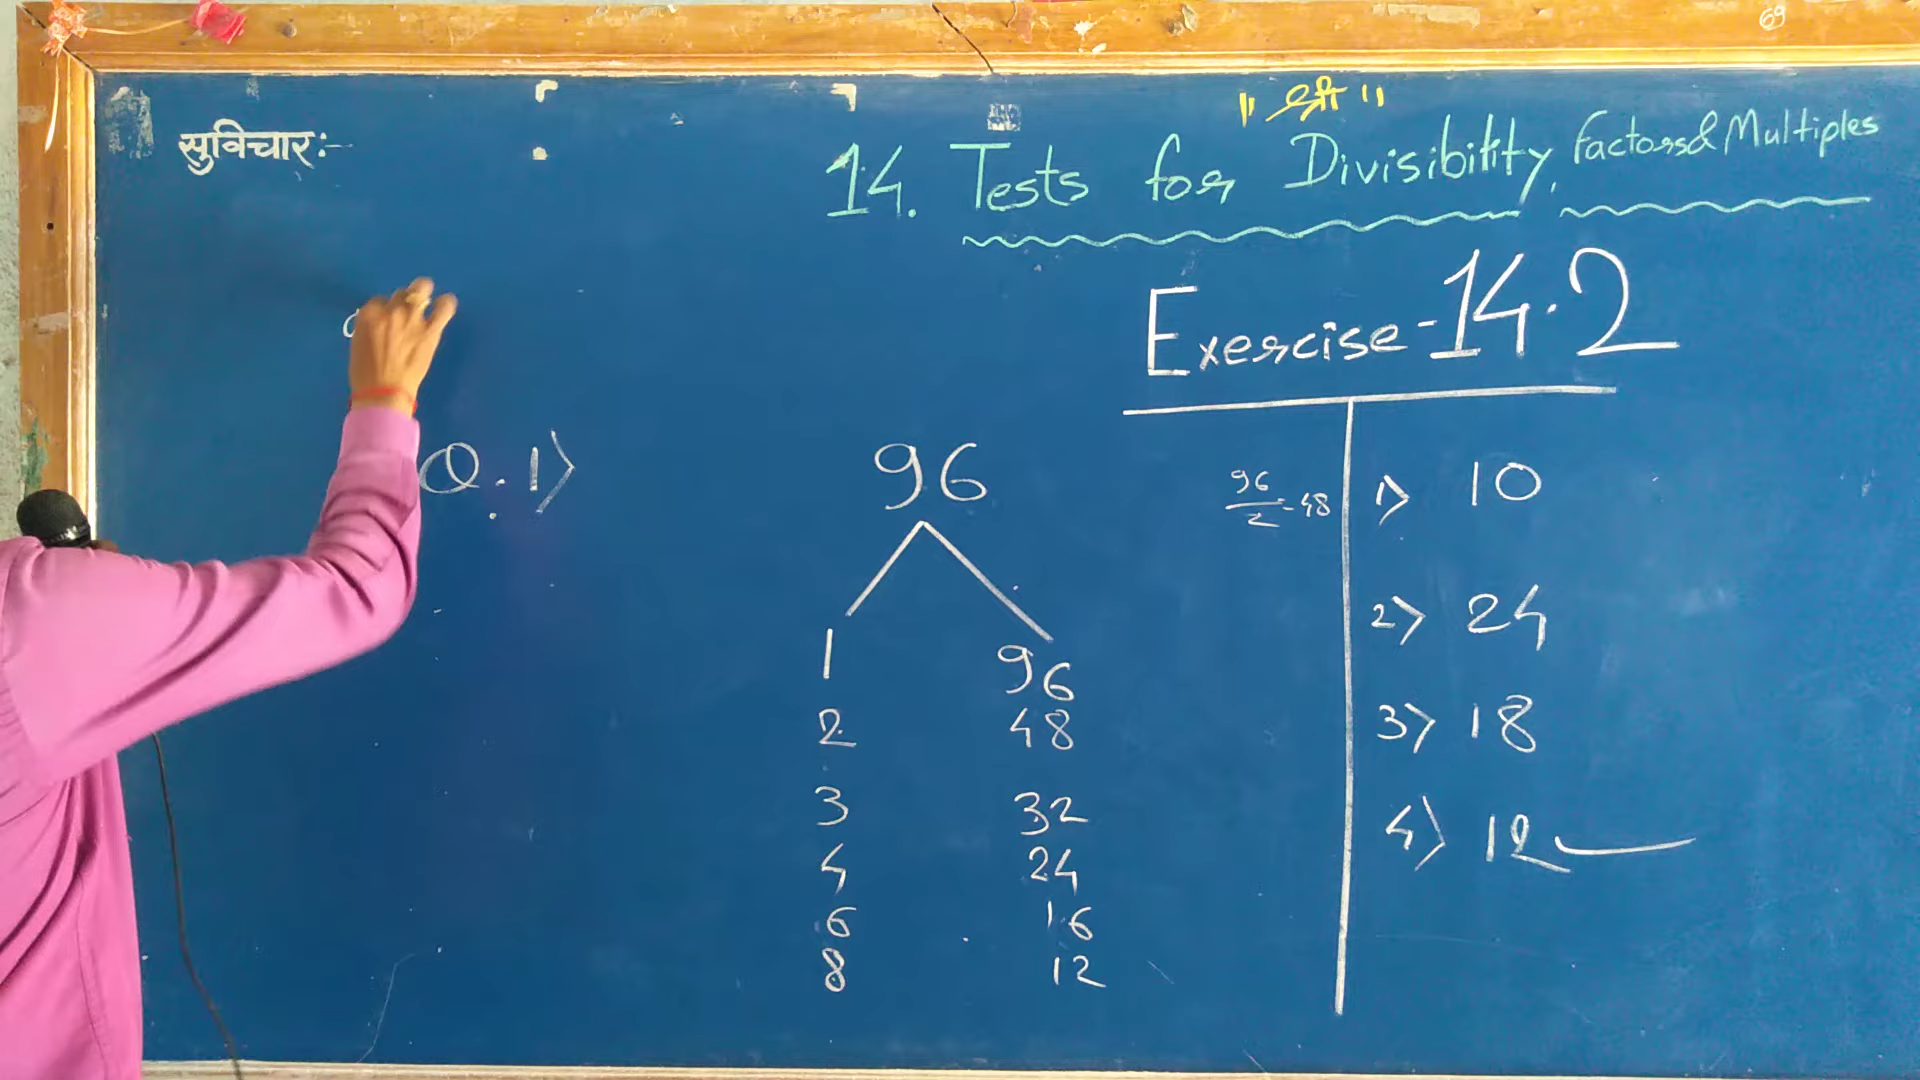 69
॥ श्री ॥
सुविचार:-
14. Tests for Divisibility, Factors & Multiples
Exercise-14.2
Q.1)
96
1 96
2 48
3 32
4 24
6 16
8 12
96/2=48
1) 10
2) 24
3) 18
4) 12